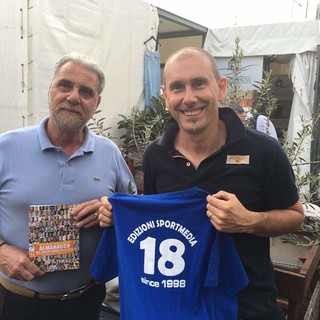 ALMANACCO
EDIZIONI SPORTMEDIA
18
since 1998